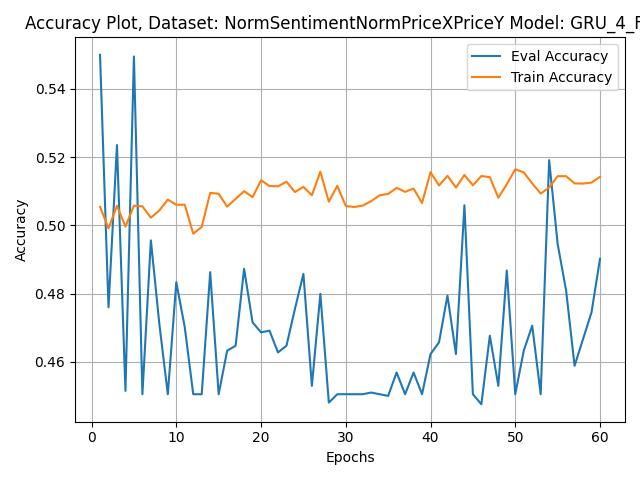 Accuracy Plot, Dataset: NormSentimentNormPriceXPriceY Model: GRU_4_
Eval Accuracy
Train Accuracy
0.54
0.52
0.50
0.48
0.46
Accuracy
0 10 20 30 40 50 60
Epochs